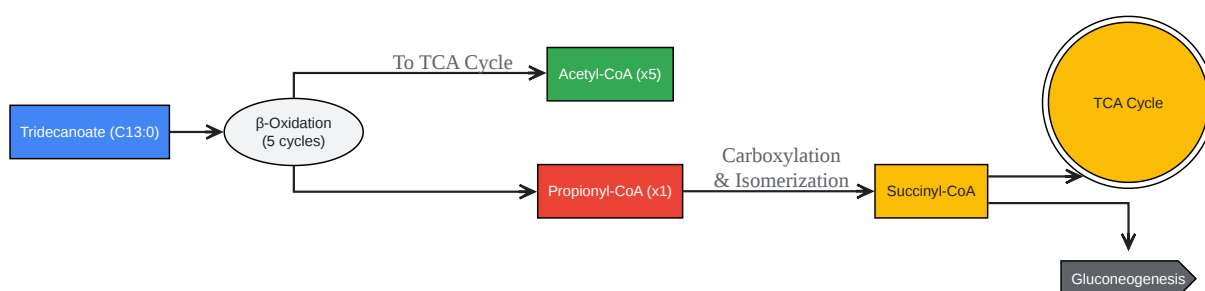 To TCA Cycle
Acetyl-CoA (x5)
TCA Cycle
Tridecanoate (C13:0)
β-Oxidation
(5 cycles)
Carboxylation
& Isomerization
Propionyl-CoA (x1)
Succinyl-CoA
Gluconeogenesis